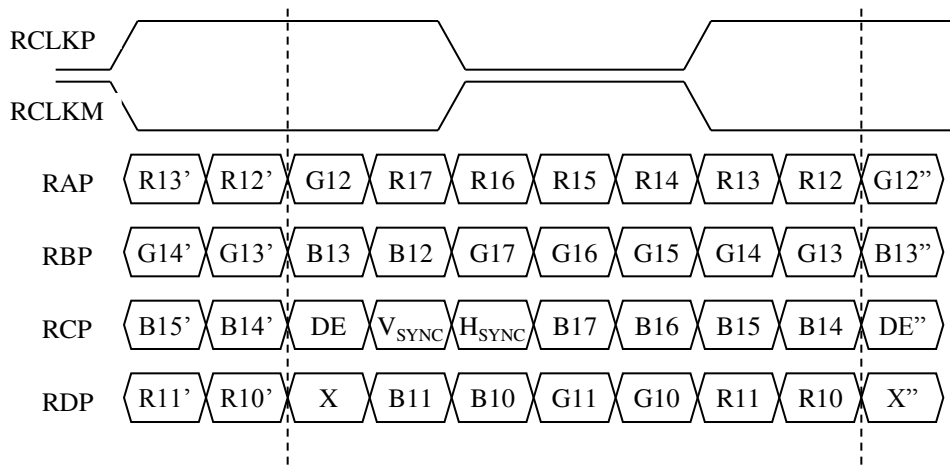 RCLKP
RCLKM
RAP R13’ R12’ G12 R17 R16 R15 R14 R13 R12 G12”
RBP G14’ G13’ B13 B12 G17 G16 G15 G14 G13 B13”
RCP B15’ B14’ DE VSYNC HSYNC B17 B16 B15 B14 DE”
RDP R11’ R10’ X B11 B10 G11 G10 R11 R10 X”